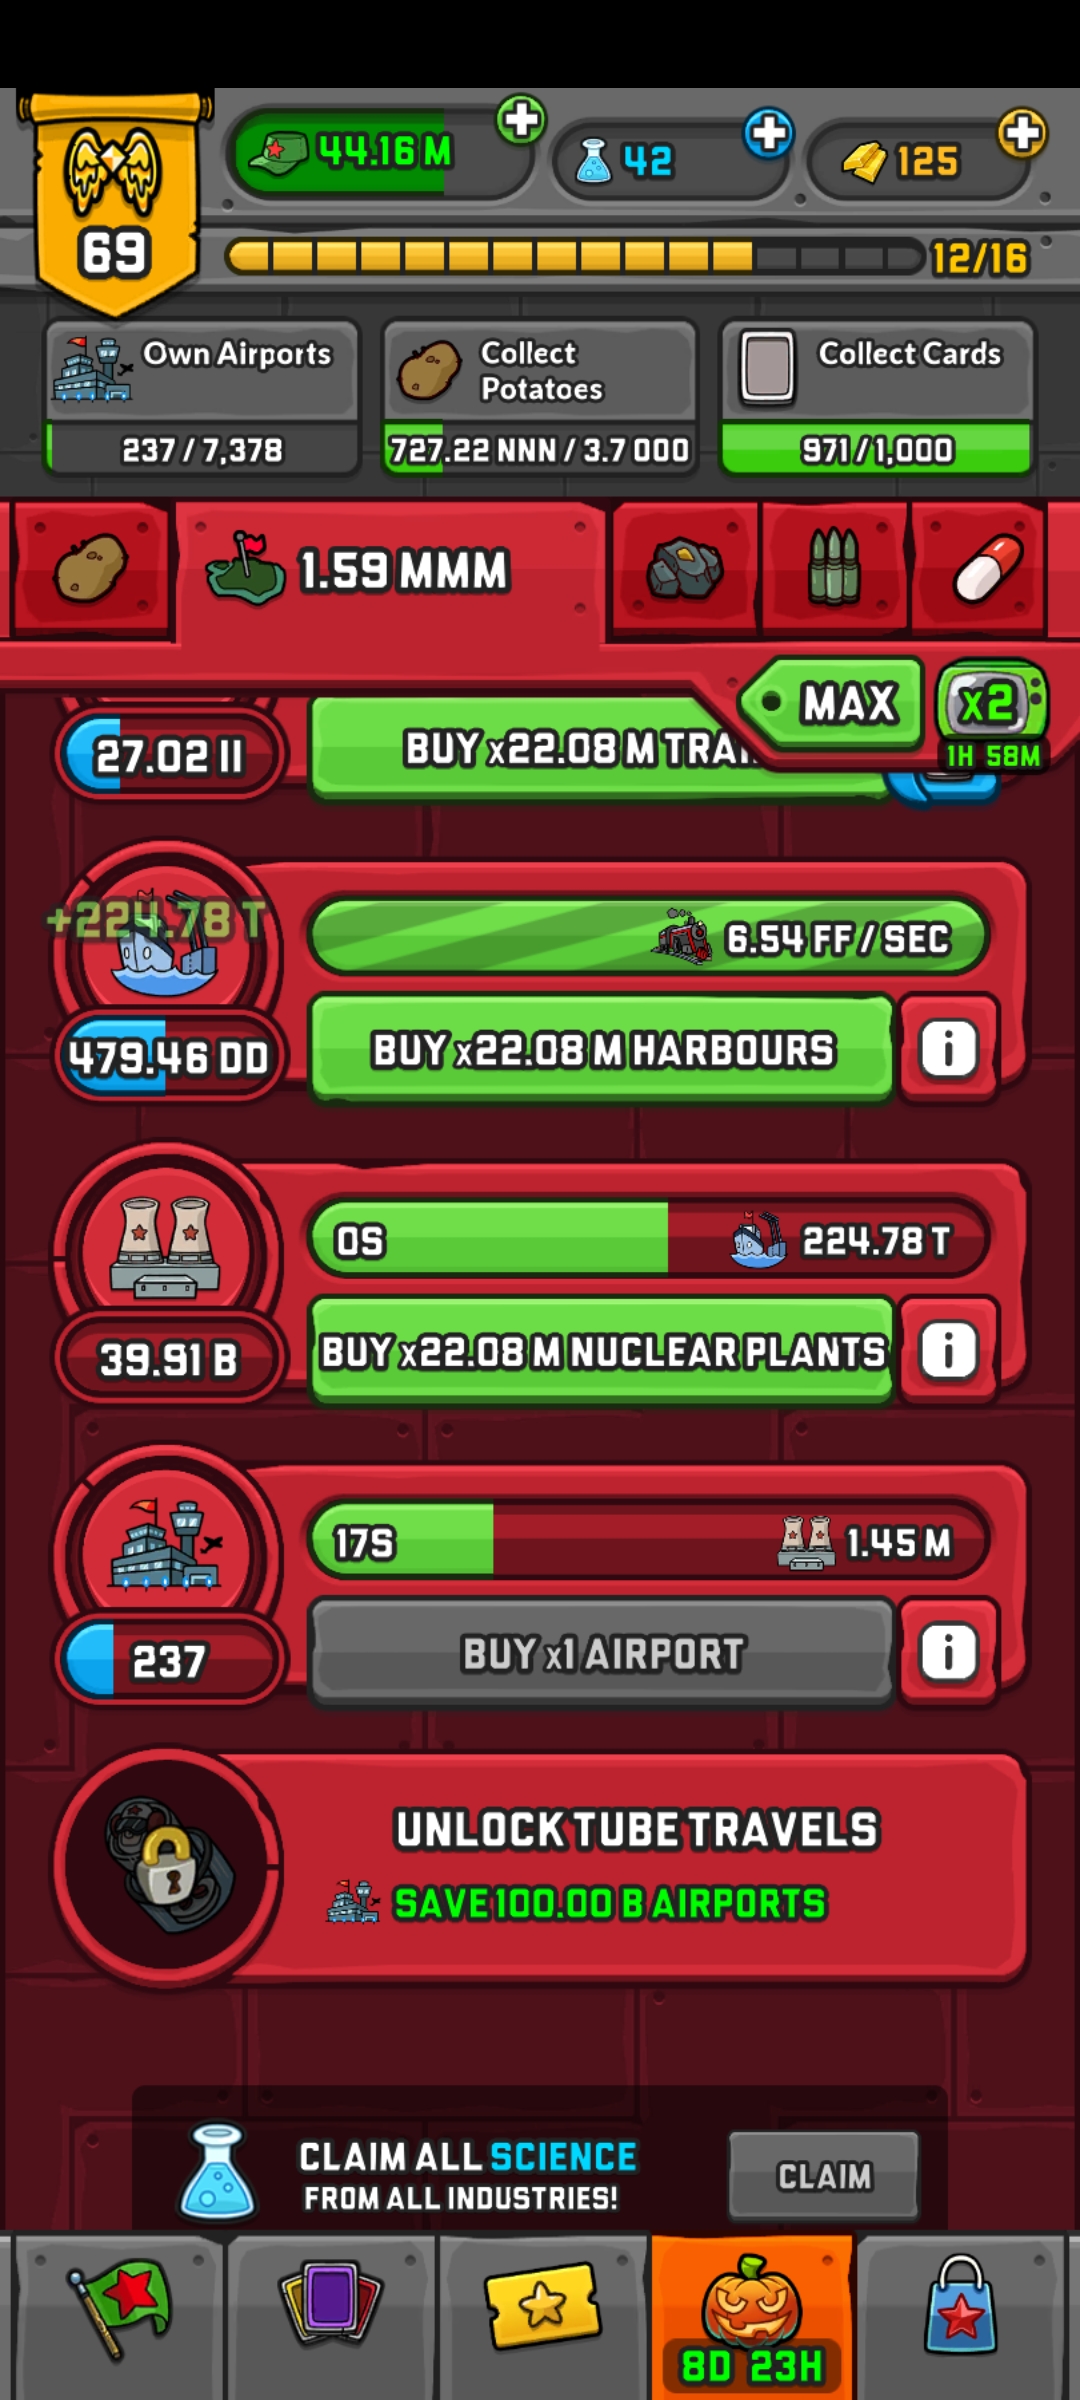 44.16 M
42
125
69
12/16
Own Airports
Collect
Potatoes
Collect Cards
237 / 7,378
727.22 NNN / 3.7 OOO
971 / 1,000
1.59 MMM
MAX
x2
1H 58M
27.02 II
BUY x22.08 M
+224.78 T
6.54 FF / SEC
479.46 DD
BUY x22.08 M HARBOURS
i
0S
224.78 T
39.91 B
BUY x22.08 M NUCLEAR PLANTS
i
17S
1.45 M
237
BUY x1 AIRPORT
i
UNLOCK TUBE TRAVELS
SAVE 100.00 B AIRPORTS
CLAIM ALL SCIENCE
FROM ALL INDUSTRIES!
CLAIM
8D 23H